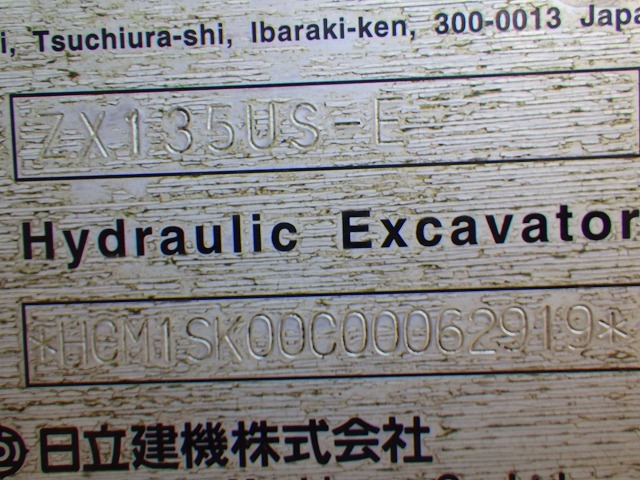 i, Tsuchiura-shi, Ibaraki-ken, 300-0013 Japa
ZX135US-E
Hydraulic Excavator
*HCM1SK00C00062919*
日立建機株式会社